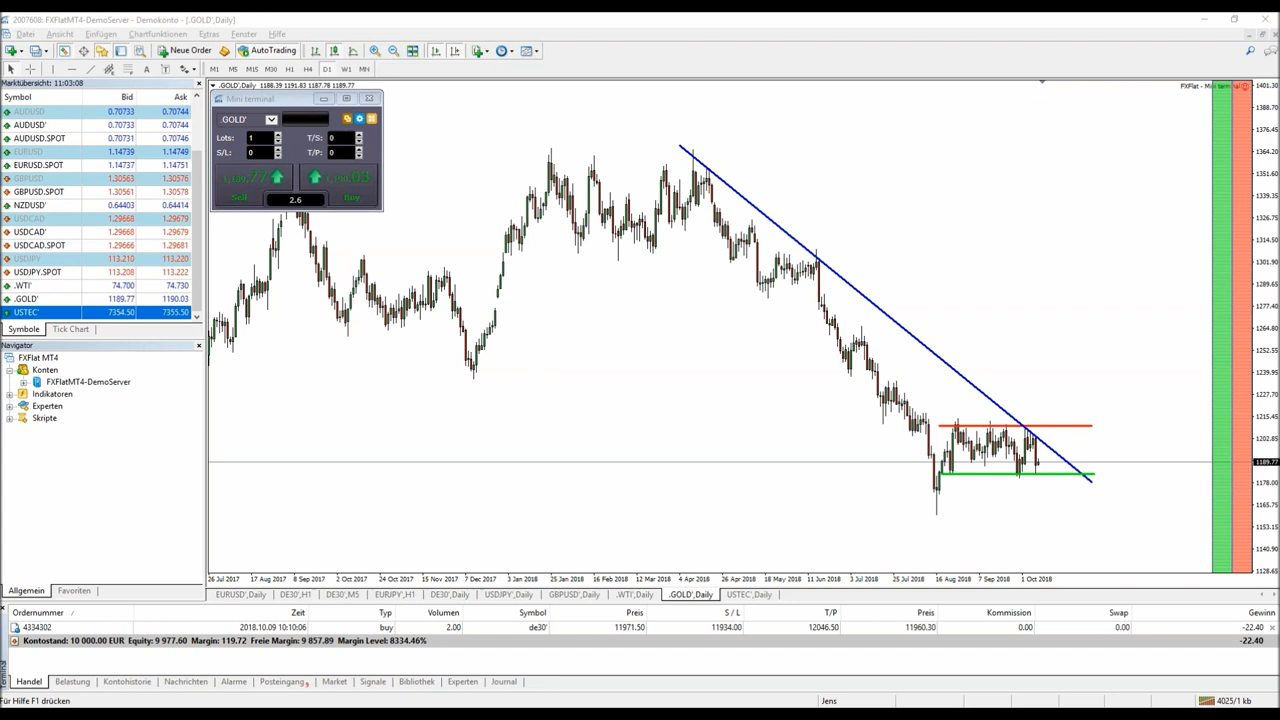 2007608: FXFlatMT4-DemoServer - Demokonto - [.GOLD',Daily]
Datei Ansicht Einfügen Chartfunktionen Extras Fenster Hilfe
Neue Order AutoTrading
A T M1 M5 M15 M30 H1 H4 D1 W1 MN
Marktübersicht: 11:03:08
Symbol Bid Ask
AUDUSD 0.70733 0.70744
AUDUSD' 0.70733 0.70744
AUDUSD.SPOT 0.70731 0.70746
EURUSD 1.14739 1.14749
EURUSD.SPOT 1.14737 1.14751
GBPUSD 1.30563 1.30576
GBPUSD.SPOT 1.30561 1.30578
NZDUSD' 0.64403 0.64414
USDCAD 1.29668 1.29679
USDCAD' 1.29668 1.29679
USDCAD.SPOT 1.29666 1.29681
USDJPY 113.210 113.220
USDJPY.SPOT 113.208 113.222
.WTI' 74.700 74.730
.GOLD' 1189.77 1190.03
USTEC' 7354.50 7355.50
Symbole Tick Chart
Navigator
FXFlat MT4
Konten
FXFlatMT4-DemoServer
Indikatoren
Experten
Skripte
Allgemein Favoriten
.GOLD',Daily 1188.39 1191.83 1187.78 1189.77
Mini terminal
.GOLD'
Lots: 1 T/S: 0
S/L: 0 T/P: 0
1,189.77 1,190.03
Sell 2.6 Buy
FXFlat - Mini terminal
1401.30
1388.85
1376.45
1364.20
1351.60
1339.35
1326.75
1314.50
1301.90
1289.65
1277.05
1264.80
1252.55
1239.95
1227.70
1215.45
1202.85
1189.77
1178.00
1165.75
1153.15
1140.90
1128.65
26 Jul 2017 17 Aug 2017 8 Sep 2017 2 Oct 2017 24 Oct 2017 15 Nov 2017 7 Dec 2017 3 Jan 2018 25 Jan 2018 16 Feb 2018 12 Mar 2018 4 Apr 2018 26 Apr 2018 18 May 2018 11 Jun 2018 3 Jul 2018 25 Jul 2018 16 Aug 2018 7 Sep 2018 1 Oct 2018
EURUSD,Daily DE30',H1 DE30',M5 EURJPY',H1 DE30',Daily USDJPY,Daily GBPUSD',Daily .WTI',Daily .GOLD',Daily USTEC',Daily
Ordernummer Zeit Typ Volumen Symbol Preis S / L T/P Preis Kommission Swap Gewinn
4334302 2018.10.09 10:10:06 buy 2.00 de30' 11971.50 11934.00 12046.50 11960.30 0.00 0.00 -22.40
Kontostand: 10 000.00 EUR Equity: 9 977.60 Margin: 119.72 Freie Margin: 9 857.89 Margin Level: 8334.46% -22.40
Terminal
Handel Belastung Kontohistorie Nachrichten Alarme Posteingang Market Signale Bibliothek Experten Journal
Für Hilfe F1 drücken Jens 4025/1 kb